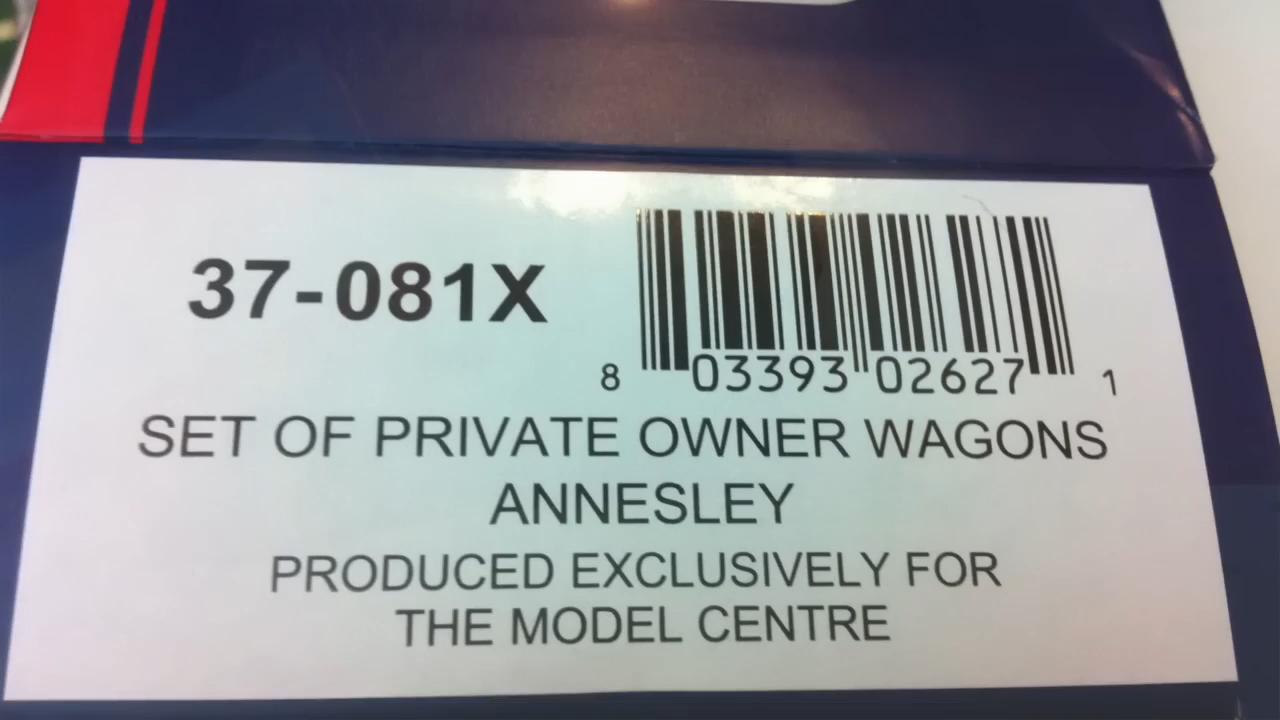 37-081X
8 03393 02627 1
SET OF PRIVATE OWNER WAGONS
ANNESLEY
PRODUCED EXCLUSIVELY FOR
THE MODEL CENTRE